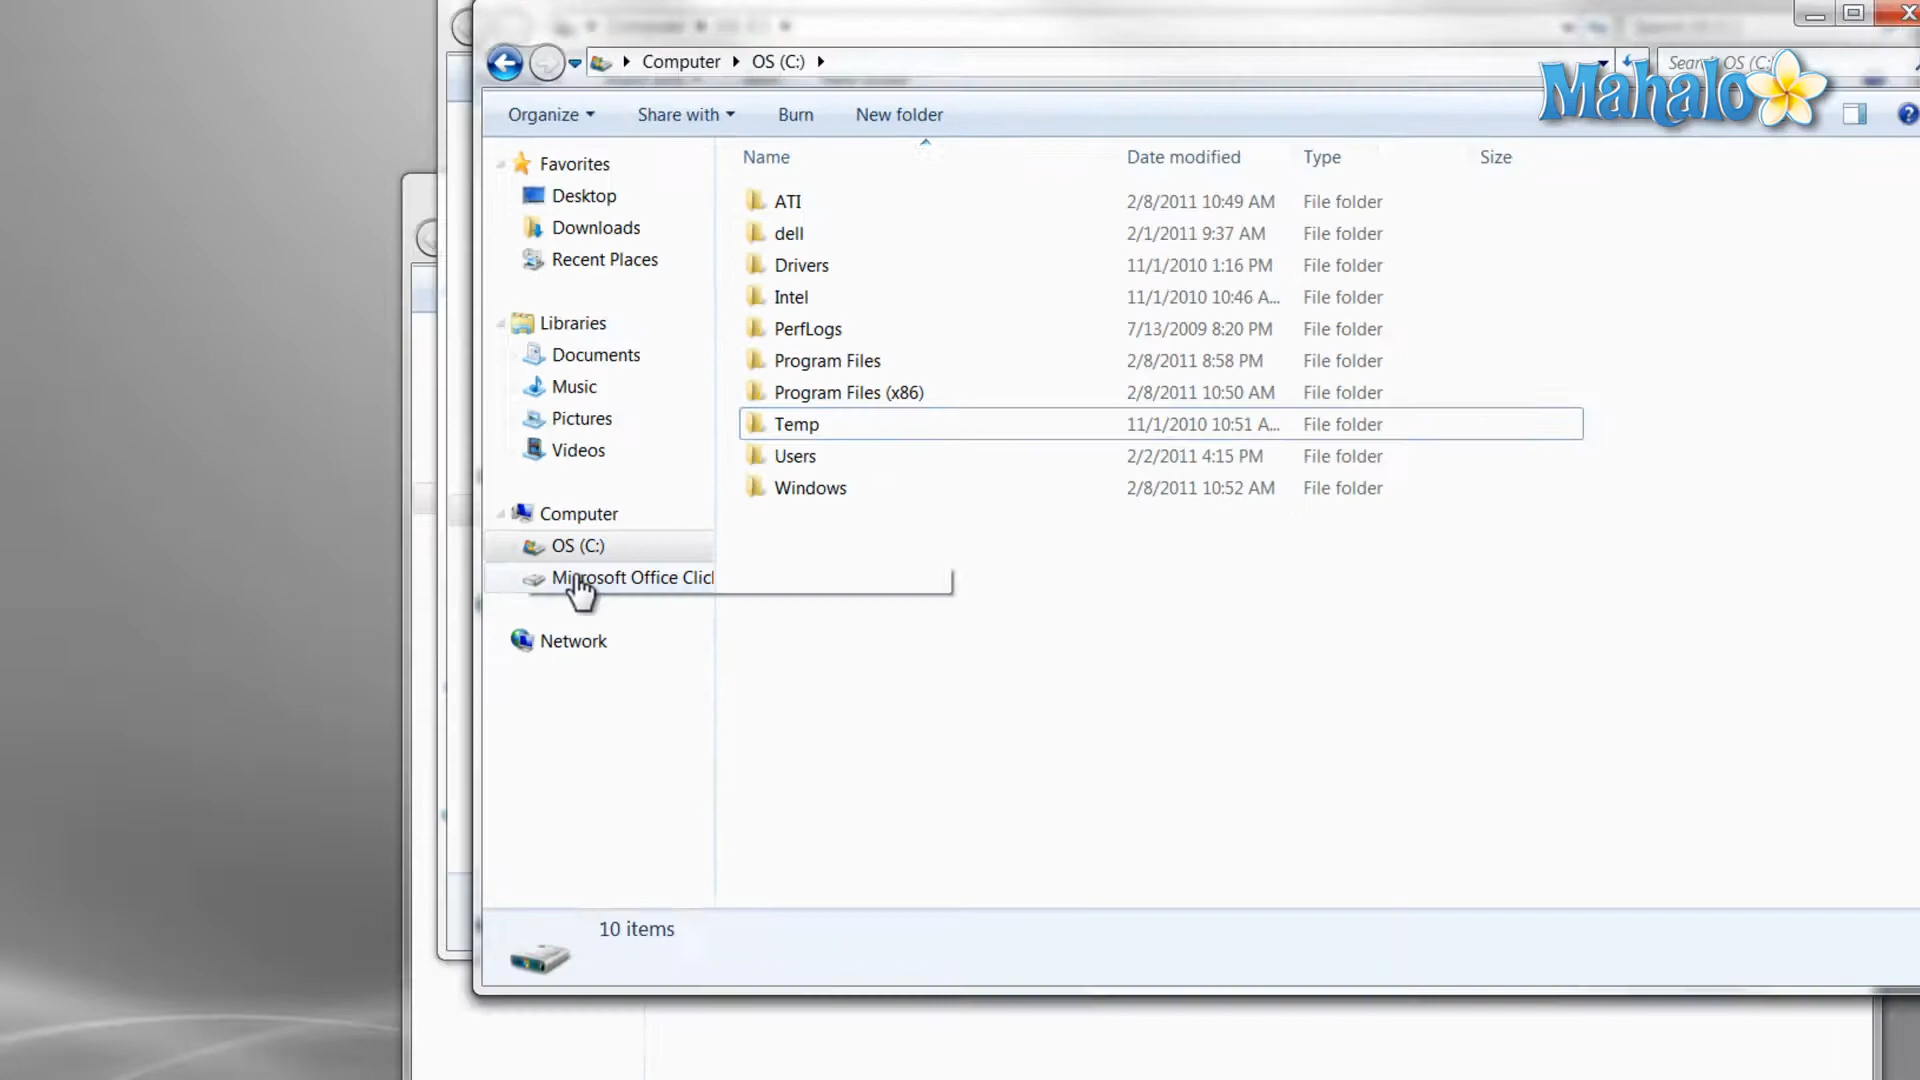 Computer OS (C:)
Search OS (C:)
Mahalo
Organize Share with Burn New folder
Name Date modified Type Size
Favorites
Desktop
Downloads
Recent Places
Libraries
Documents
Music
Pictures
Videos
Computer
OS (C:)
Microsoft Office Clic
Network
ATI 2/8/2011 10:49 AM File folder
dell 2/1/2011 9:37 AM File folder
Drivers 11/1/2010 1:16 PM File folder
Intel 11/1/2010 10:46 A... File folder
PerfLogs 7/13/2009 8:20 PM File folder
Program Files 2/8/2011 8:58 PM File folder
Program Files (x86) 2/8/2011 10:50 AM File folder
Temp 11/1/2010 10:51 A... File folder
Users 2/2/2011 4:15 PM File folder
Windows 2/8/2011 10:52 AM File folder
10 items